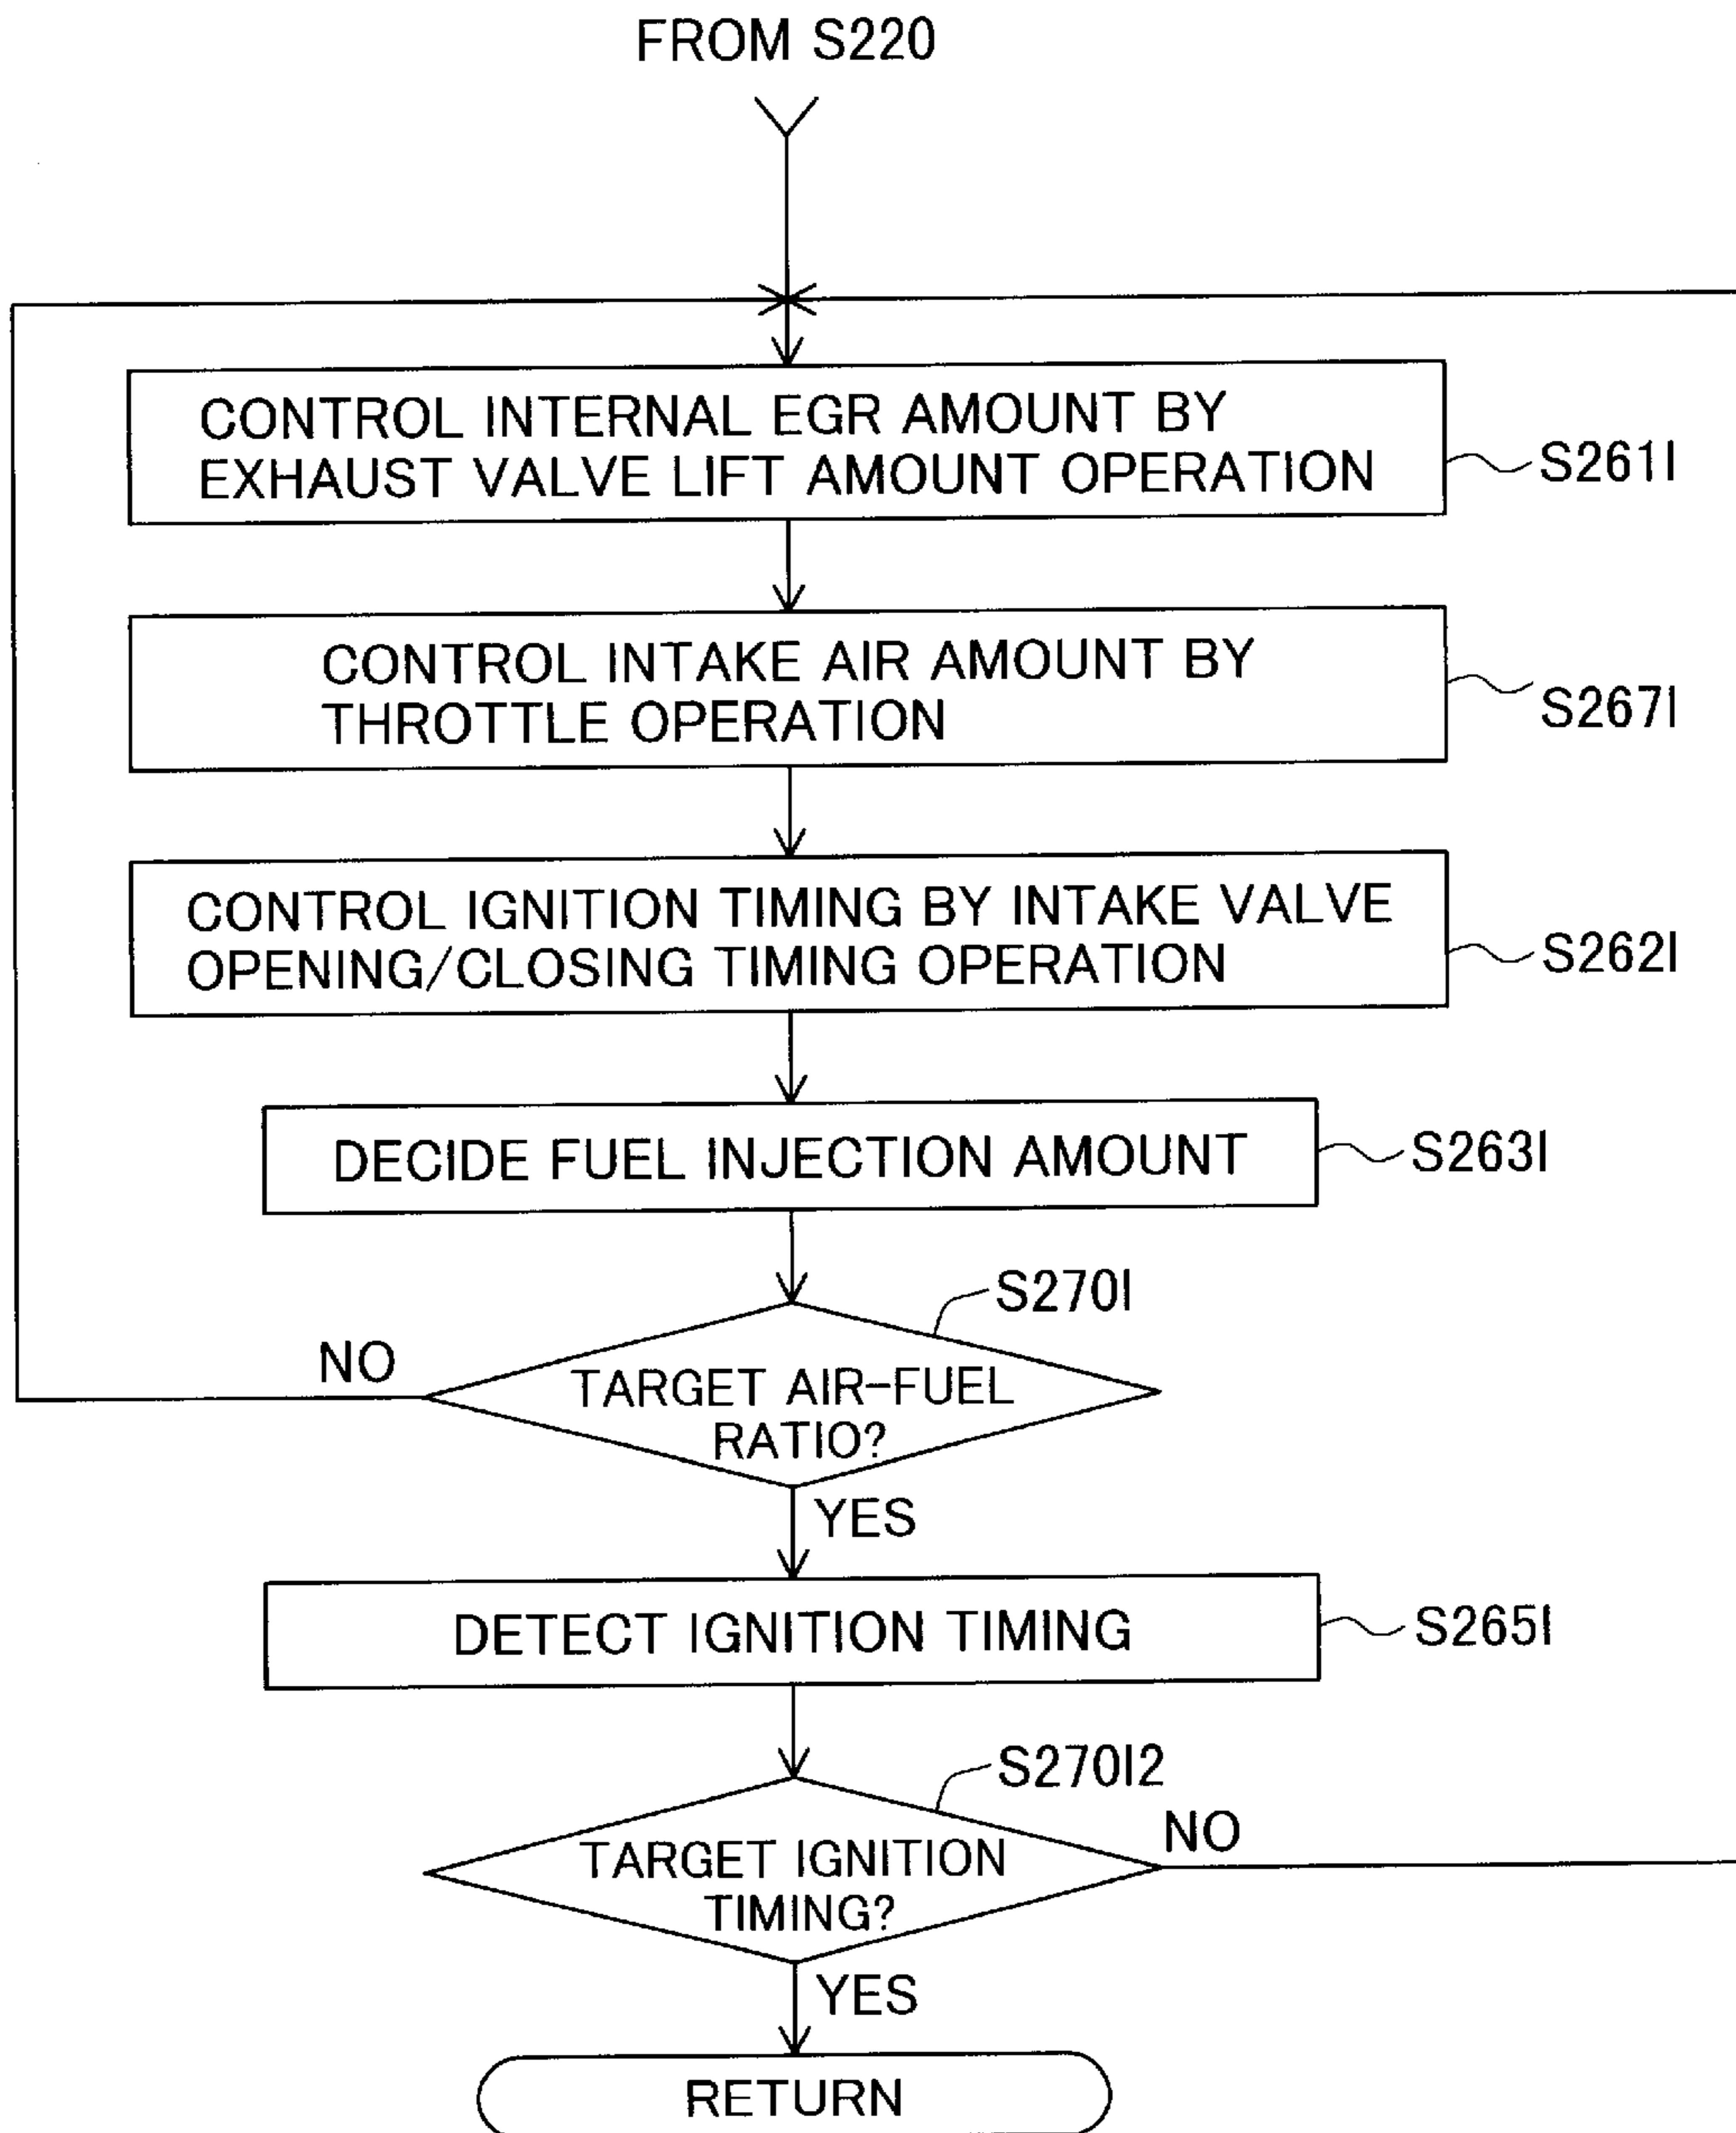 FROM S220
CONTROL INTERNAL EGR AMOUNT BY
EXHAUST VALVE LIFT AMOUNT OPERATION
S261I
CONTROL INTAKE AIR AMOUNT BY
THROTTLE OPERATION
S267I
CONTROL IGNITION TIMING BY INTAKE VALVE
OPENING/CLOSING TIMING OPERATION
S262I
DECIDE FUEL INJECTION AMOUNT
S263I
S270I
NO
TARGET AIR-FUEL
RATIO?
YES
DETECT IGNITION TIMING
S265I
S270I2
NO
TARGET IGNITION
TIMING?
YES
RETURN